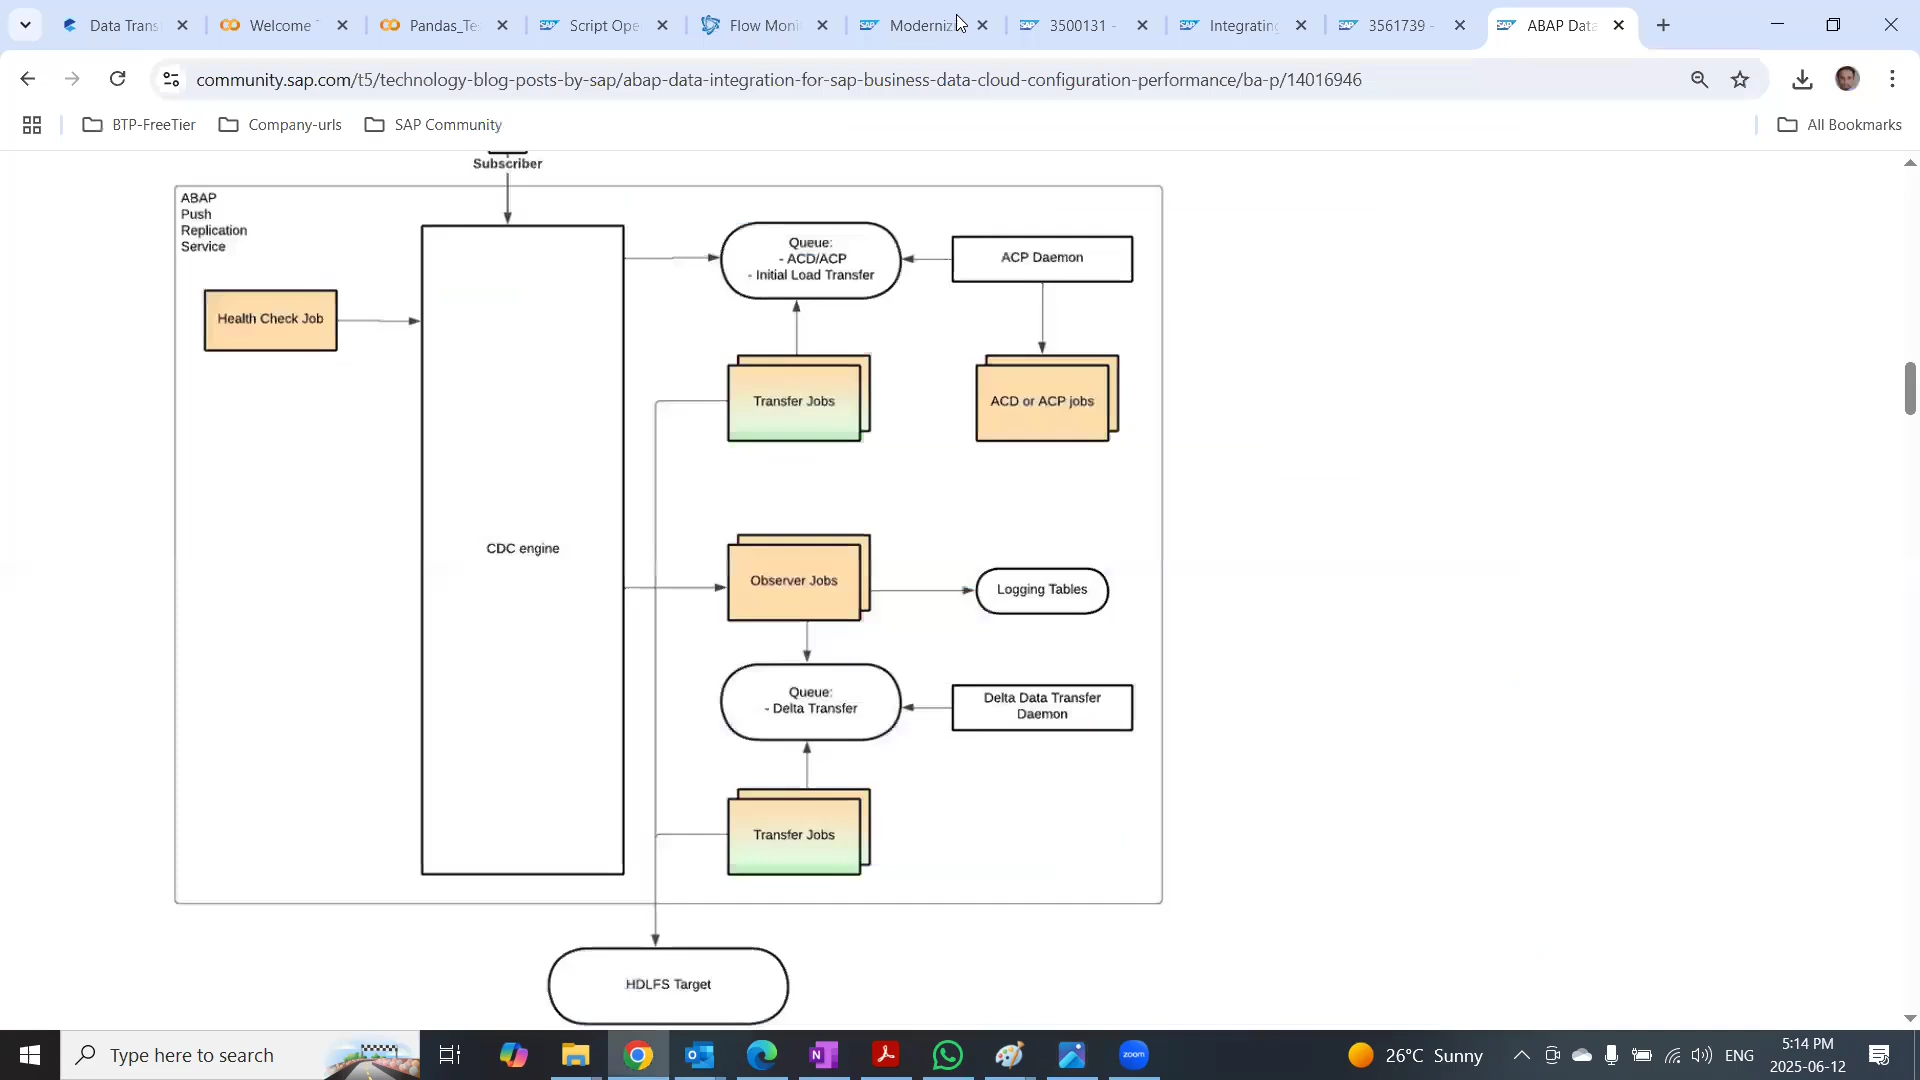 Data Trans
Welcome
Pandas_Te
Script Ope
Flow Moni
Moderniz
3500131 -
Integrating
3561739 -
ABAP Data
community.sap.com/t5/technology-blog-posts-by-sap/abap-data-integration-for-sap-business-data-cloud-configuration-performance/ba-p/14016946
BTP-FreeTier
Company-urls
SAP Community
All Bookmarks
Subscriber
ABAP
Push
Replication
Service
Queue:
- ACD/ACP
- Initial Load Transfer
ACP Daemon
Health Check Job
Transfer Jobs
ACD or ACP jobs
CDC engine
Observer Jobs
Logging Tables
Queue:
- Delta Transfer
Delta Data Transfer
Daemon
Transfer Jobs
HDLFS Target
Type here to search
zoom
26°C Sunny
ENG
5:14 PM
2025-06-12